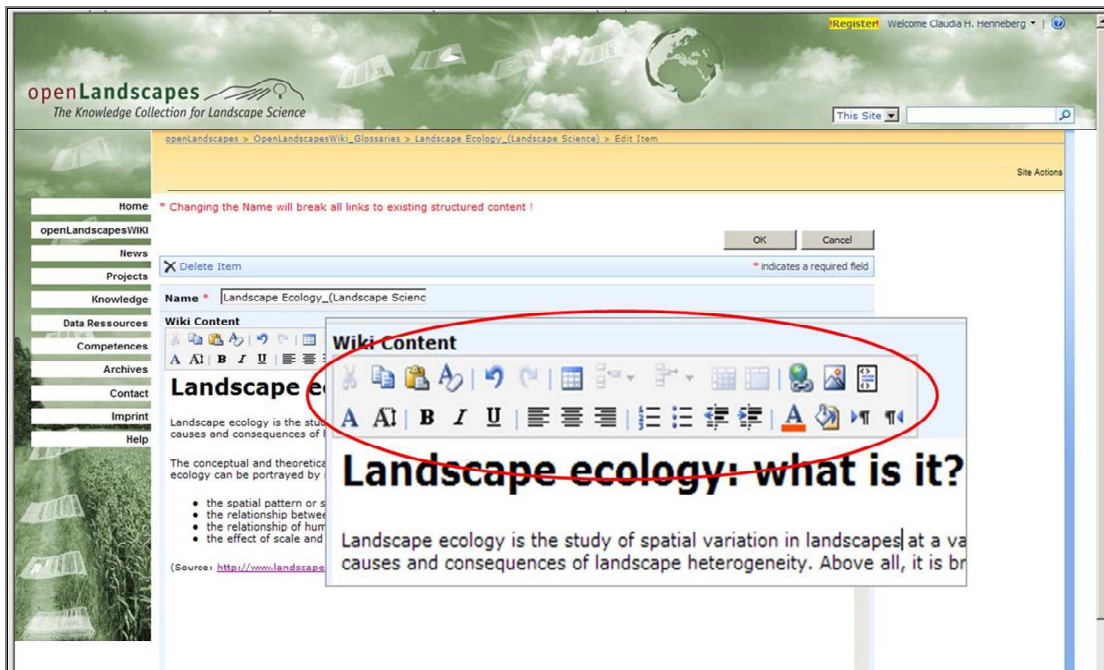 !Register! Welcome Claudia H. Henneberg
openLandscapes
The Knowledge Collection for Landscape Science
This Site
openLandscapes > OpenLandscapesWiki_Glossaries > Landscape Ecology_(Landscape Science) > Edit Item
Site Actions
Home
openLandscapesWIKI
News
Projects
Knowledge
Data Ressources
Competences
Archives
Contact
Imprint
Help
* Changing the Name will break all links to existing structured content !
OK Cancel
Delete Item * indicates a required field
Name * Landscape Ecology_(Landscape Scienc
Wiki Content
A A B I U
Landscape e
Landscape ecology is the stu
causes and consequences of
The conceptual and theoretica
ecology can be portrayed by
• the spatial pattern or s
• the relationship betwee
• the relationship of hum
• the effect of scale and
(Source: http://www.landscape
Wiki Content
A A B I U A
Landscape ecology: what is it?
Landscape ecology is the study of spatial variation in landscapes at a va
causes and consequences of landscape heterogeneity. Above all, it is br